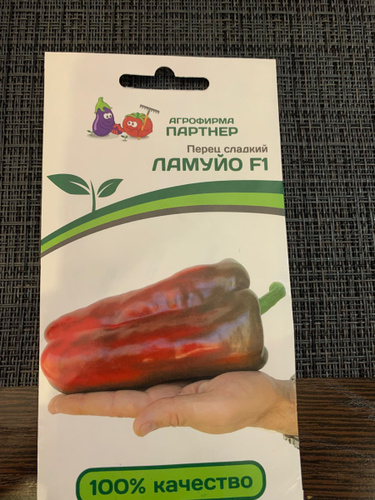 АГРОФИРМА
ПАРТНЕР
Перец сладкий
ЛАМУЙО F1
100% качество